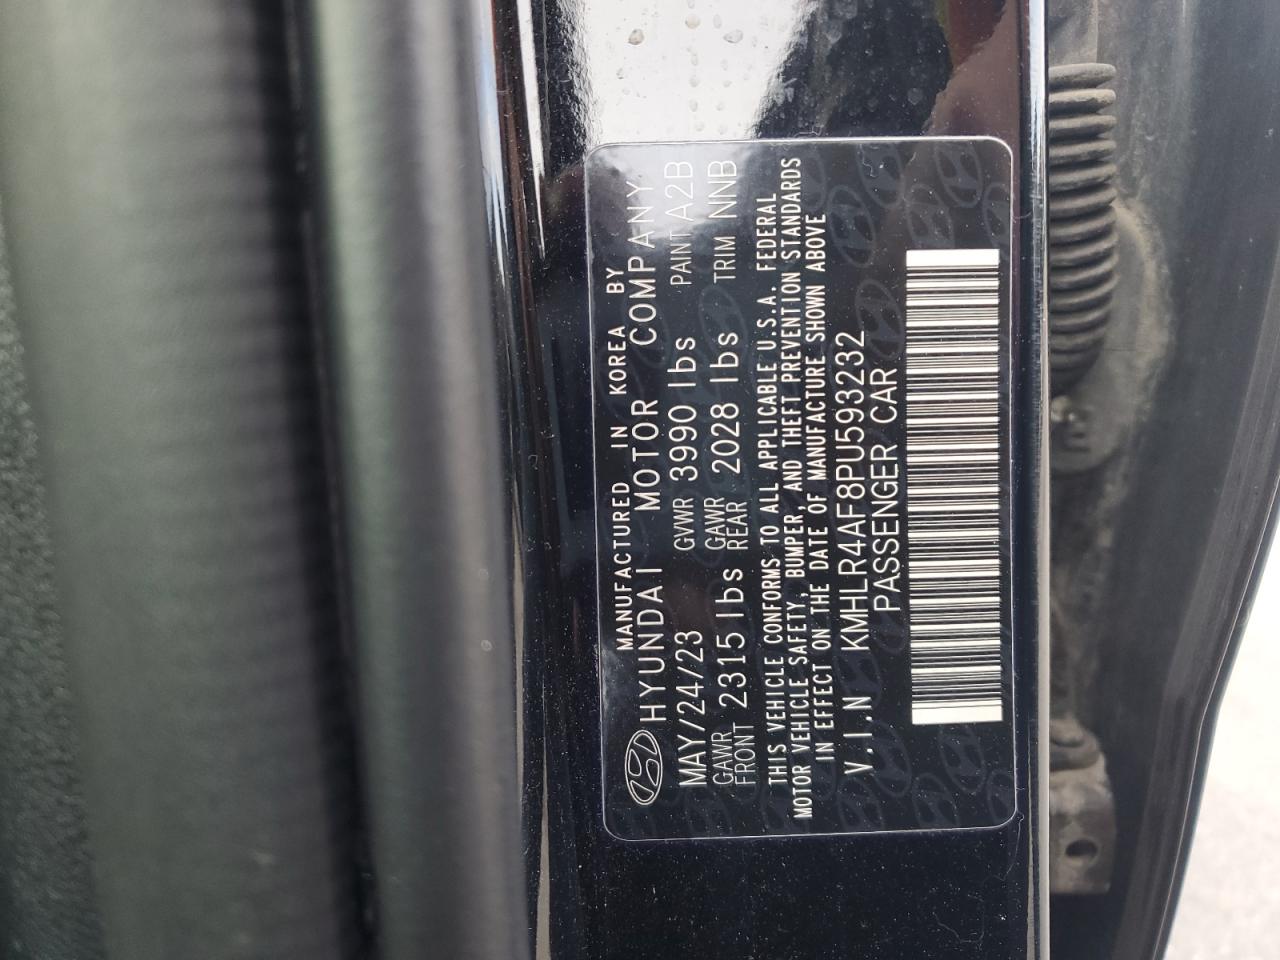 MANUFACTURED IN KOREA BY
HYUNDAI MOTOR COMPANY
MAY/24/23 GVWR 3990 lbs PAINT A2B
GAWR FRONT 2315 lbs GAWR REAR 2028 lbs TRIM NNB
THIS VEHICLE CONFORMS TO ALL APPLICABLE U.S.A. FEDERAL
MOTOR VEHICLE SAFETY, BUMPER, AND THEFT PREVENTION STANDARDS
IN EFFECT ON THE DATE OF MANUFACTURE SHOWN ABOVE
V.I.N KMHLR4AF8PU593232
PASSENGER CAR